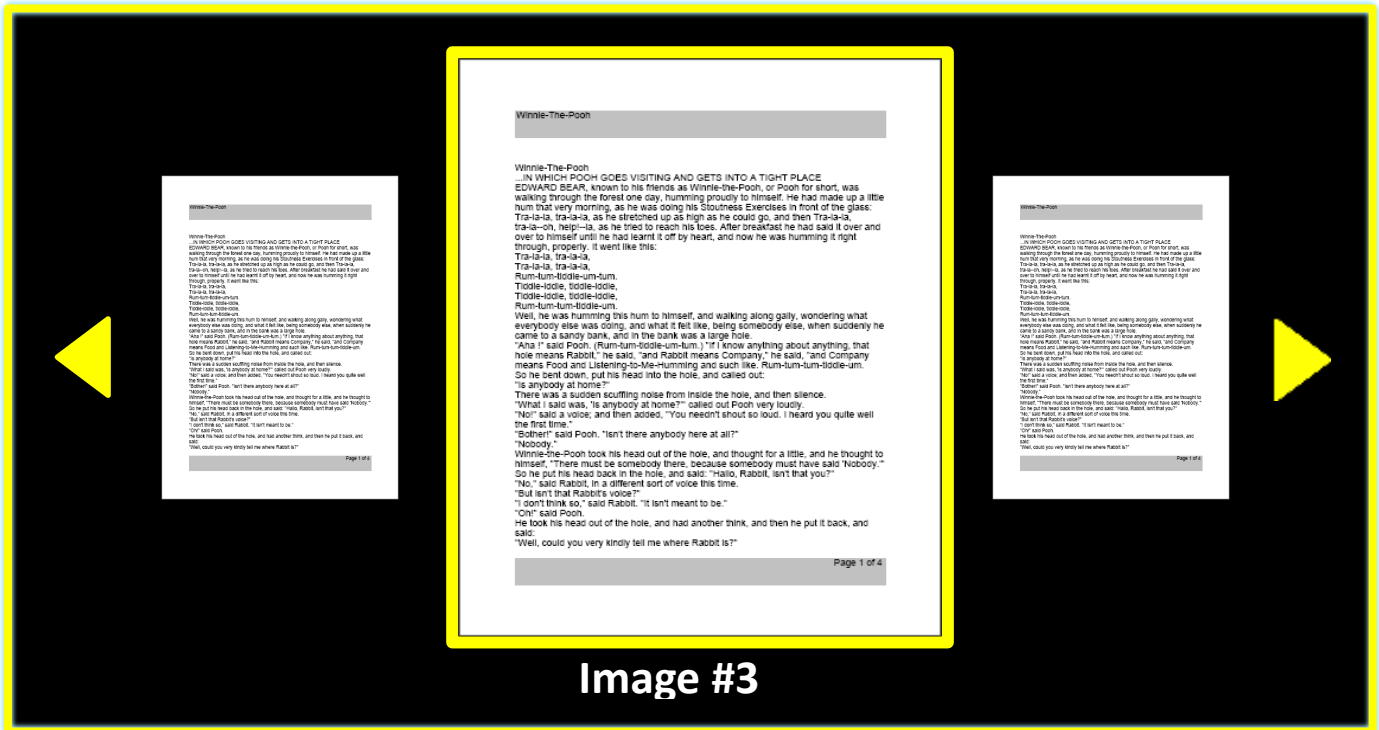 Winnie-The-Pooh
Winnie-The-Pooh
...IN WHICH POOH GOES VISITING AND GETS INTO A TIGHT PLACE
EDWARD BEAR, known to his friends as Winnie-the-Pooh, or Pooh for short, was
walking through the forest one day, humming proudly to himself. He had made up a little
hum that very morning, as he was doing his Stoutness Exercises in front of the glass:
Tra-la-la, tra-la-la, as he stretched up as high as he could go, and then Tra-la-la,
tra-la--oh, help!--la, as he tried to reach his toes. After breakfast he had said it over and
over to himself until he had learnt it off by heart, and now he was humming it right
through, properly. It went like this:
Tra-la-la, tra-la-la,
Tra-la-la, tra-la-la,
Rum-tum-tiddle-um-tum.
Tiddle-iddle, tiddle-iddle,
Tiddle-iddle, tiddle-iddle,
Rum-tum-tum-tiddle-um.
Well, he was humming this hum to himself, and walking along gaily, wondering what
everybody else was doing, and what it felt like, being somebody else, when suddenly he
came to a sandy bank, and in the bank was a large hole.
"Aha !" said Pooh. (Rum-tum-tiddle-um-tum.) "If I know anything about anything, that
hole means Rabbit," he said, "and Rabbit means Company," he said, "and Company
means Food and Listening-to-Me-Humming and such like. Rum-tum-tum-tiddle-um.
So he bent down, put his head into the hole, and called out:
"Is anybody at home?"
There was a sudden scuffling noise from inside the hole, and then silence.
"What I said was, 'Is anybody at home?'" called out Pooh very loudly.
"No!" said a voice; and then added, "You needn't shout so loud. I heard you quite well
the first time."
"Bother!" said Pooh. "Isn't there anybody here at all?"
"Nobody."
Winnie-the-Pooh took his head out of the hole, and thought for a little, and he thought to
himself, "There must be somebody there, because somebody must have said 'Nobody.'"
So he put his head back in the hole, and said: "Hallo, Rabbit, isn't that you?"
"No," said Rabbit, in a different sort of voice this time.
"But isn't that Rabbit's voice?"
"I don't think so," said Rabbit. "It isn't meant to be."
"Oh!" said Pooh.
He took his head out of the hole, and had another think, and then he put it back, and
said:
"Well, could you very kindly tell me where Rabbit is?"
Page 1 of 4
Image #3